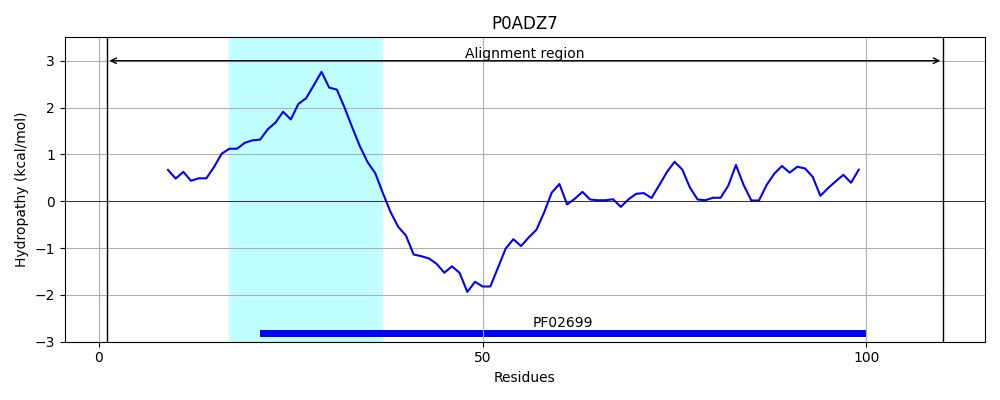 P0ADZ7
Alignment region
3
2
1
0
−1
−2
−3
Hydropathy (kcal/mol)
PF02699
0 50 100
Residues